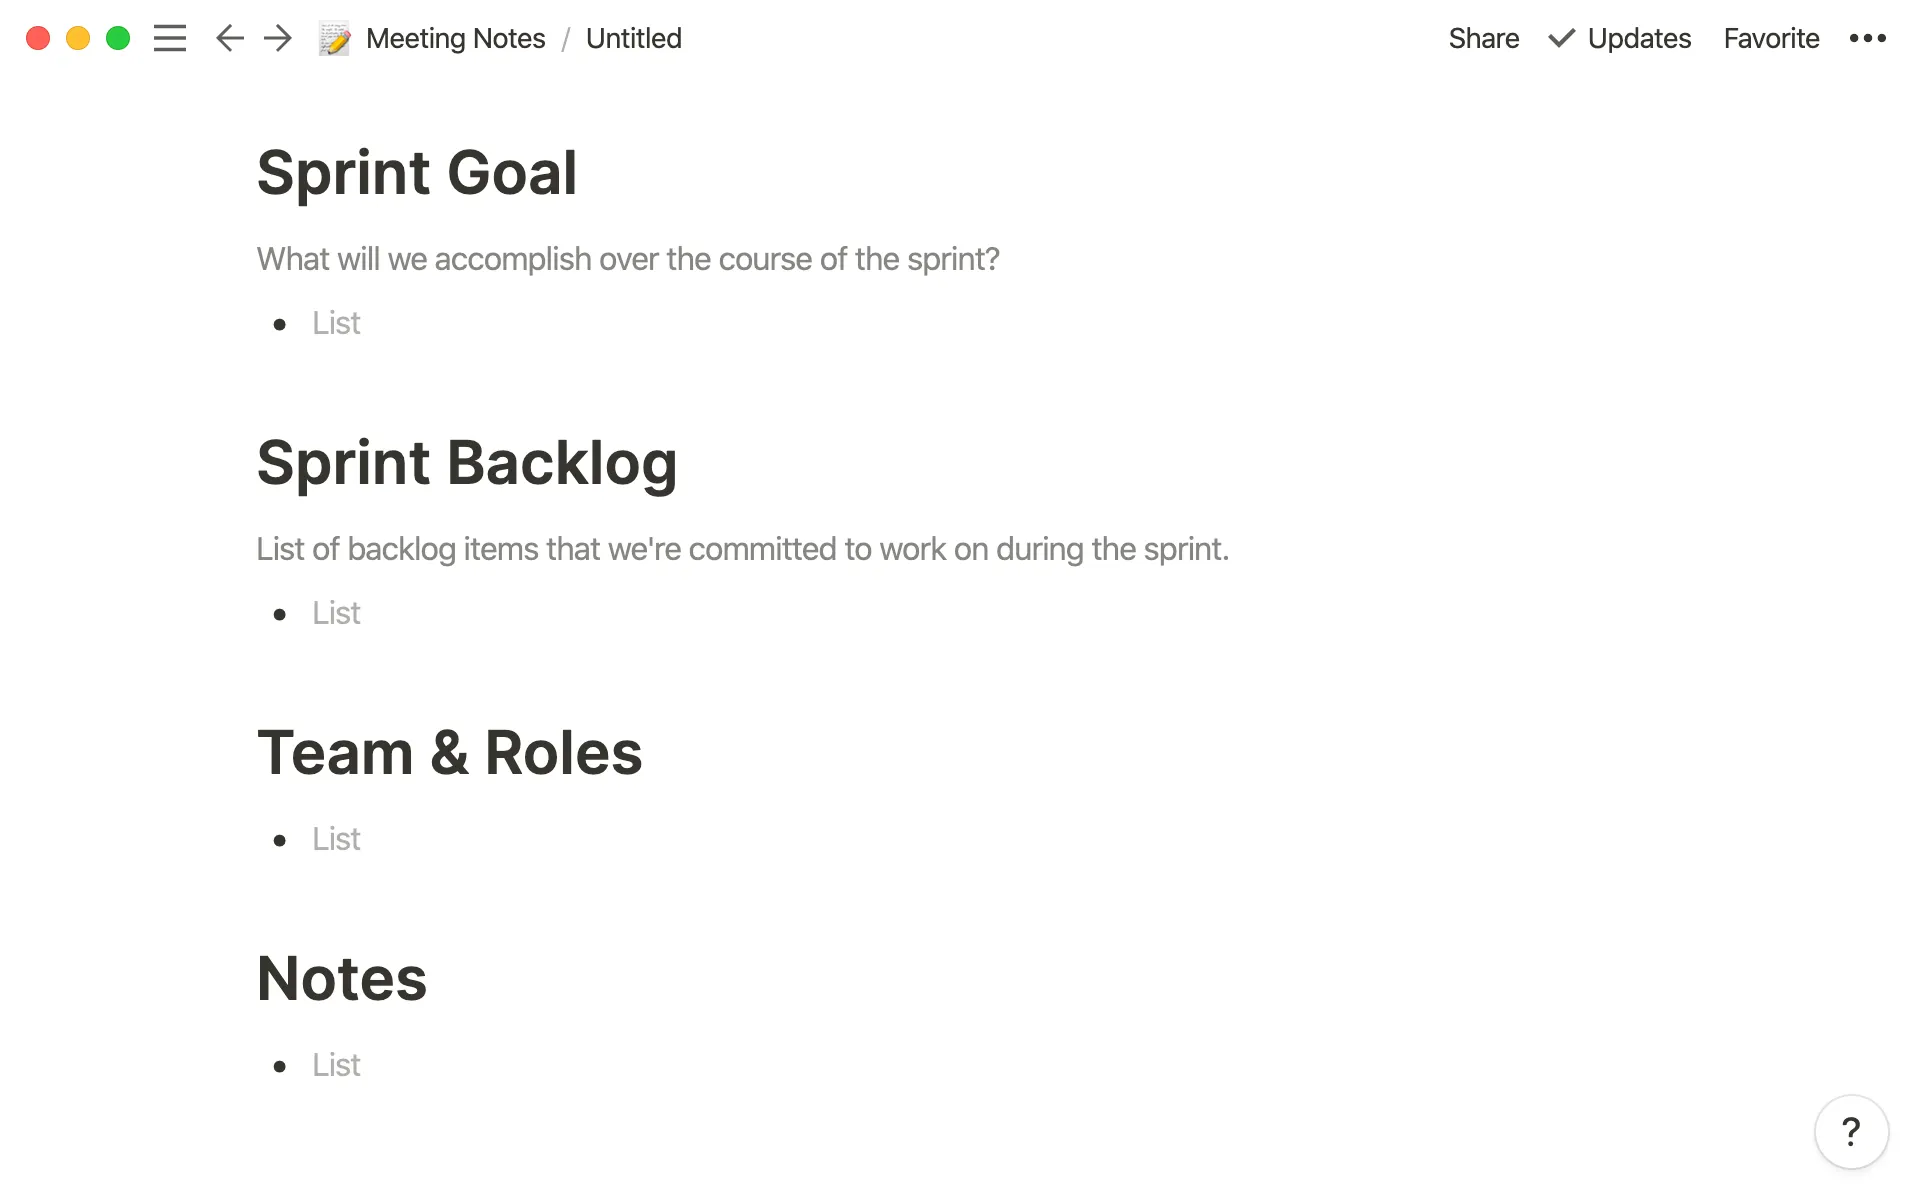 Meeting Notes / Untitled
Share Updates Favorite
Sprint Goal
What will we accomplish over the course of the sprint?
• List
Sprint Backlog
List of backlog items that we're committed to work on during the sprint.
• List
Team & Roles
• List
Notes
• List
?